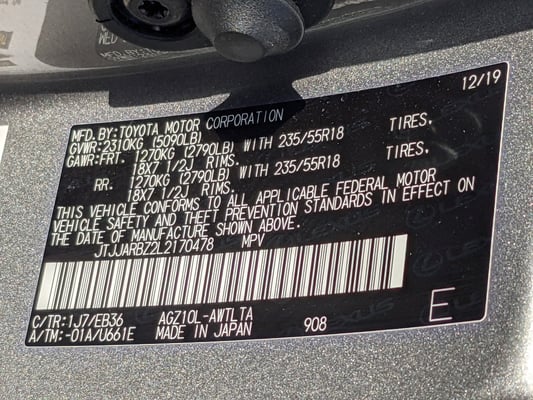 12/19
MFD. BY: TOYOTA MOTOR CORPORATION
GVWR: 2310KG (5090LB)
GAWR: FRT. 1270KG (2790LB) WITH 235/55R18 TIRES.
18X7 1/2J RIMS.
RR. 1270KG (2790LB) WITH 235/55R18 TIRES.
18X7 1/2J RIMS.
THIS VEHICLE CONFORMS TO ALL APPLICABLE FEDERAL MOTOR
VEHICLE SAFETY AND THEFT PREVENTION STANDARDS IN EFFECT ON
THE DATE OF MANUFACTURE SHOWN ABOVE.
JTJJARBZ2L2170478 MPV
C/TR: 1J7/EB36 AGZ10L-AWTLTA
A/TM: -01A/U661E MADE IN JAPAN 908 E
LEXUS